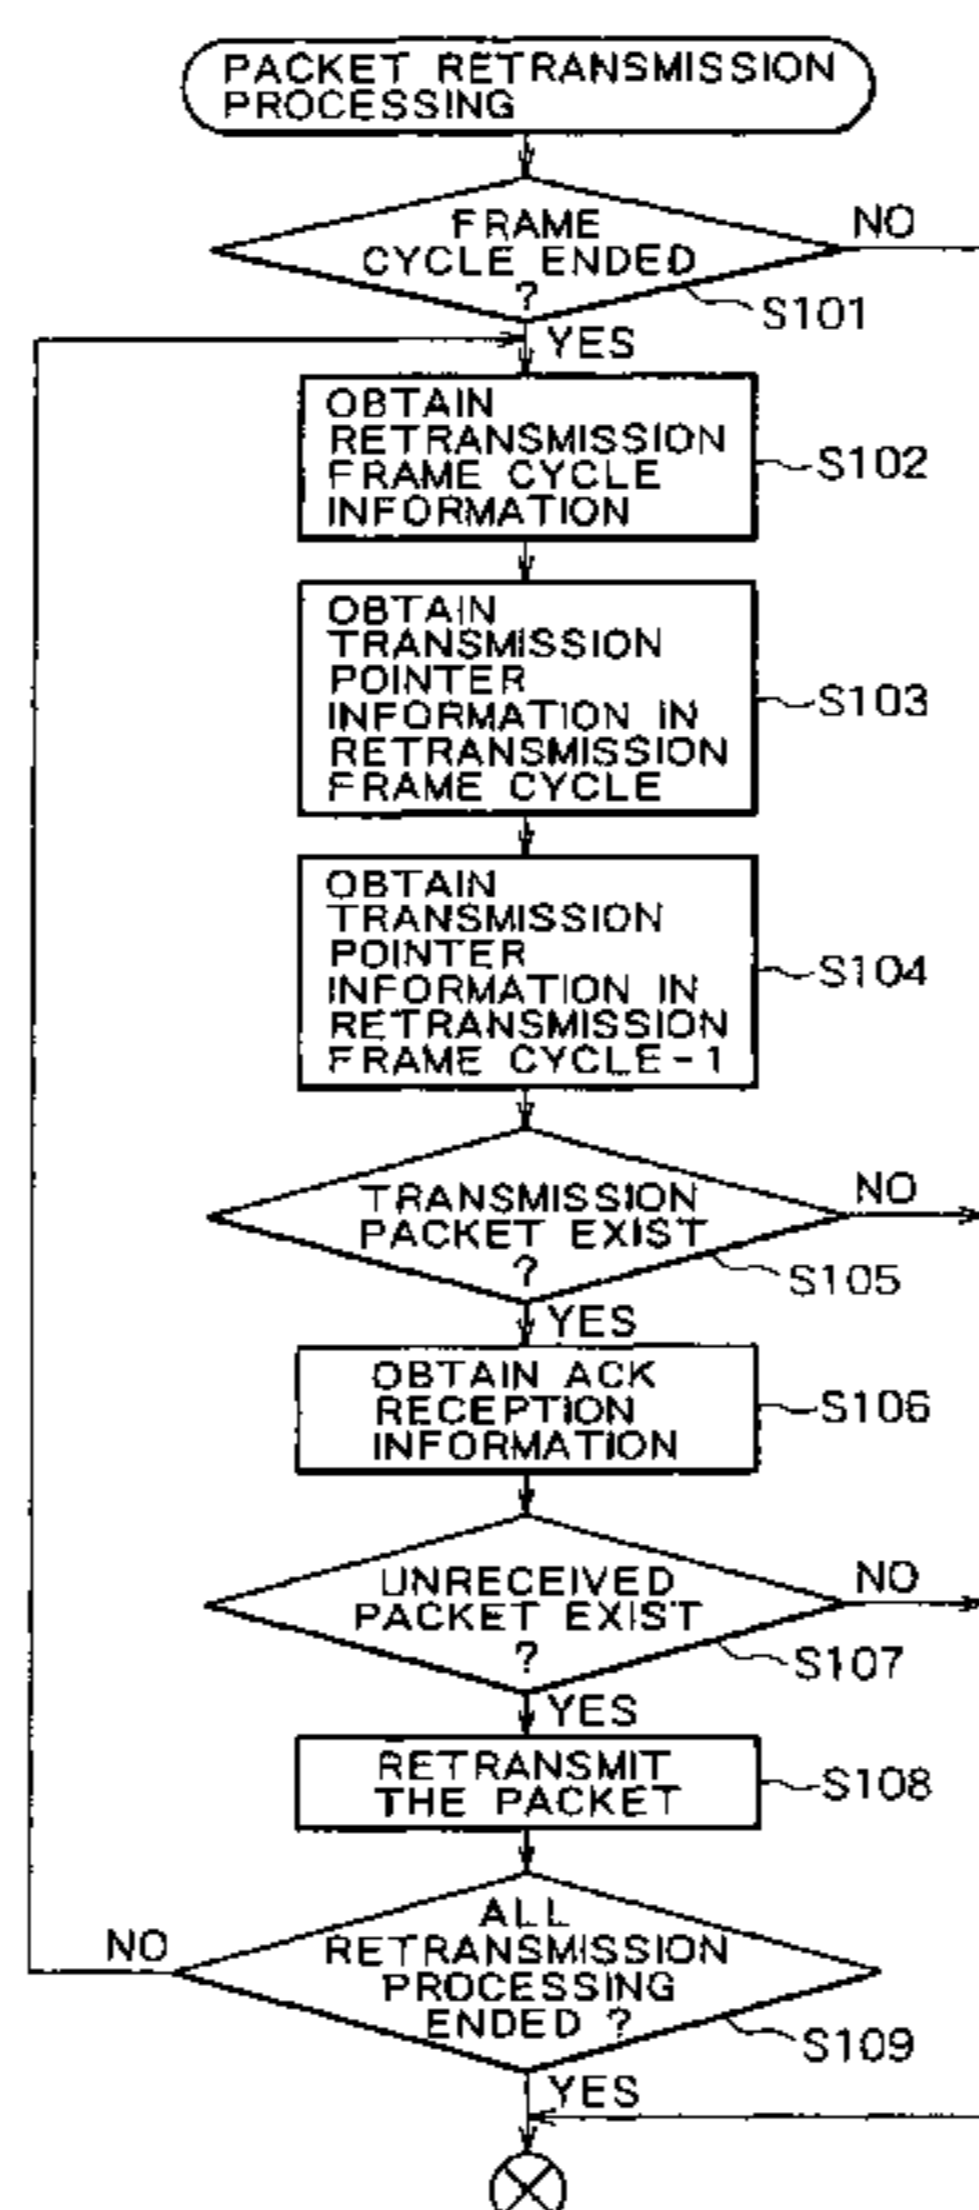 PACKET RETRANSMISSION
PROCESSING
FRAME
CYCLE ENDED
?
NO
S101
YES
OBTAIN
RETRANSMISSION
FRAME CYCLE
INFORMATION
S102
OBTAIN
TRANSMISSION
POINTER
INFORMATION IN
RETRANSMISSION
FRAME CYCLE
S103
OBTAIN
TRANSMISSION
POINTER
INFORMATION IN
RETRANSMISSION
FRAME CYCLE-1
S104
TRANSMISSION
PACKET EXIST
?
NO
S105
YES
OBTAIN ACK
RECEPTION
INFORMATION
S106
UNRECEIVED
PACKET EXIST
?
NO
S107
YES
RETRANSMIT
THE PACKET
S108
ALL
RETRANSMISSION
PROCESSING
ENDED ?
NO
S109
YES